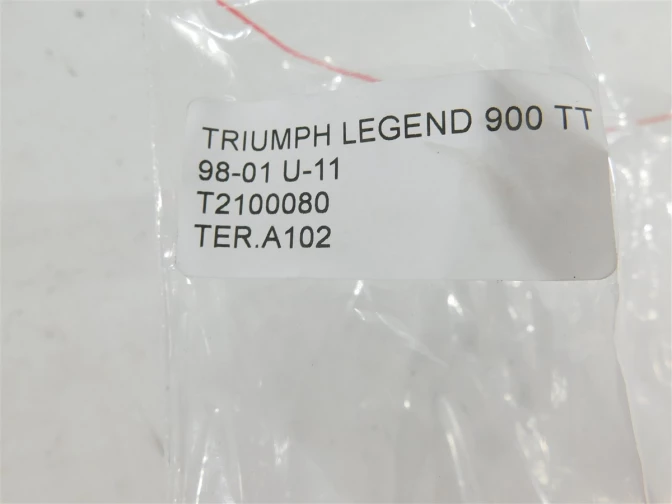 TRIUMPH LEGEND 900 TT
98-01 U-11
T2100080
TER.A102